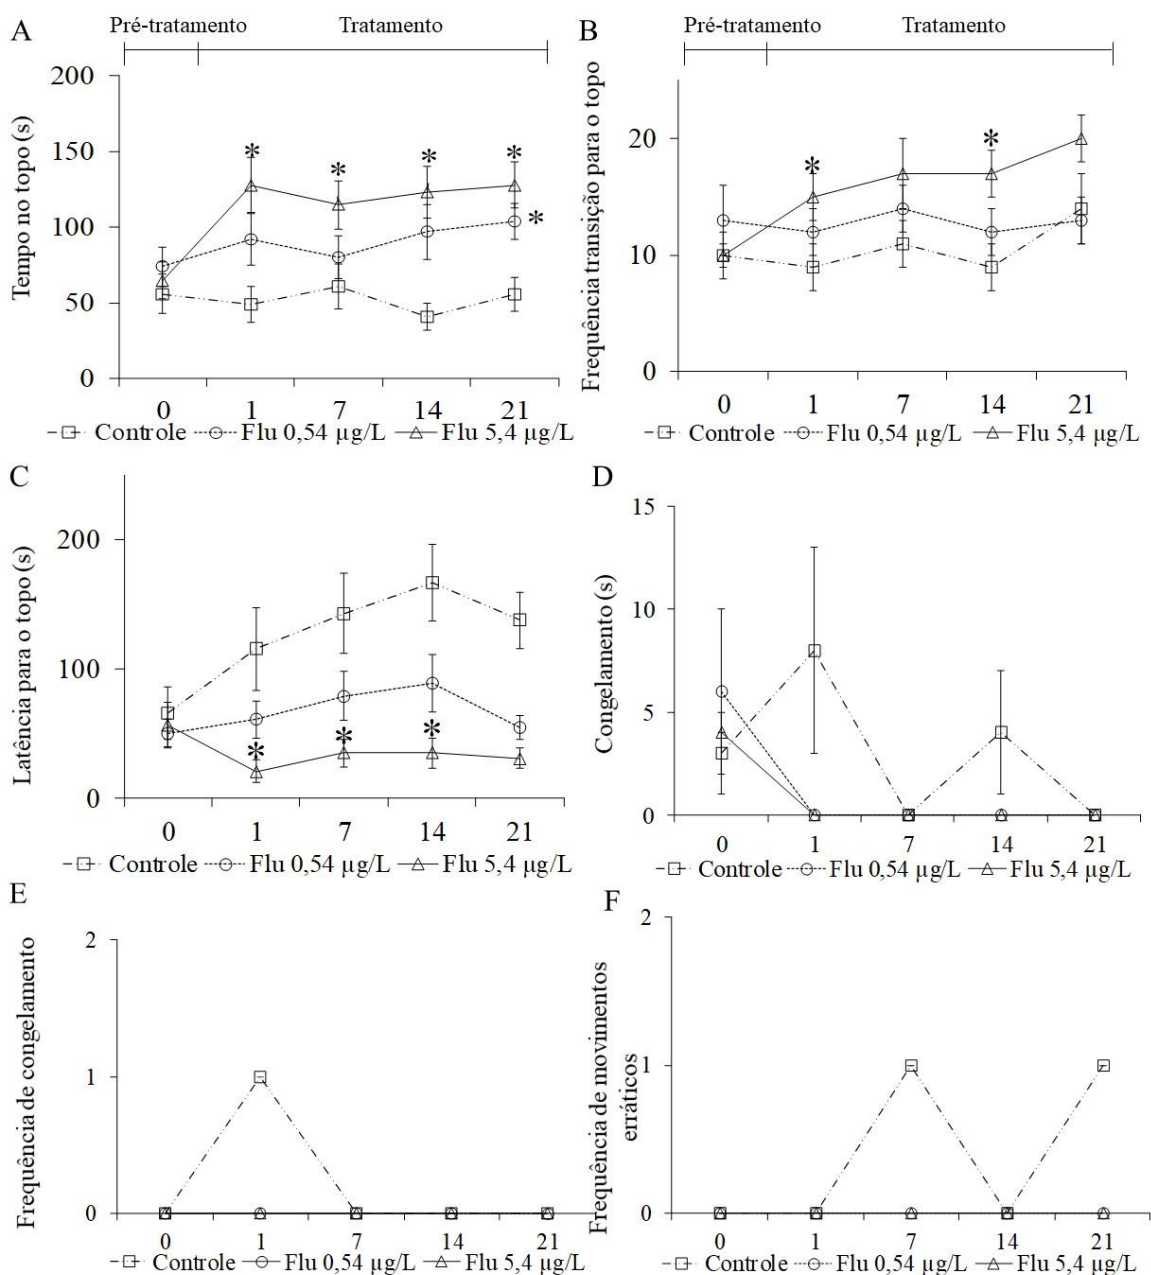 A
Pré-tratamento Tratamento
Tempo no topo (s)
200
150
100
50
0
* * * *
*
0 1 7 14 21
Controle Flu 0,54 µg/L Flu 5,4 µg/L
B
Pré-tratamento Tratamento
Frequência transição para o topo
20
10
0
* *
0 1 7 14 21
Controle Flu 0,54 µg/L Flu 5,4 µg/L
C
Latência para o topo (s)
200
100
0
* * *
0 1 7 14 21
Controle Flu 0,54 µg/L Flu 5,4 µg/L
D
Congelamento (s)
15
10
5
0
0 1 7 14 21
Controle Flu 0,54 µg/L Flu 5,4 µg/L
E
Frequência de congelamento
2
1
0
0 1 7 14 21
Controle Flu 0,54 µg/L Flu 5,4 µg/L
F
Frequência de movimentos
erráticos
2
1
0
0 1 7 14 21
Controle Flu 0,54 µg/L Flu 5,4 µg/L